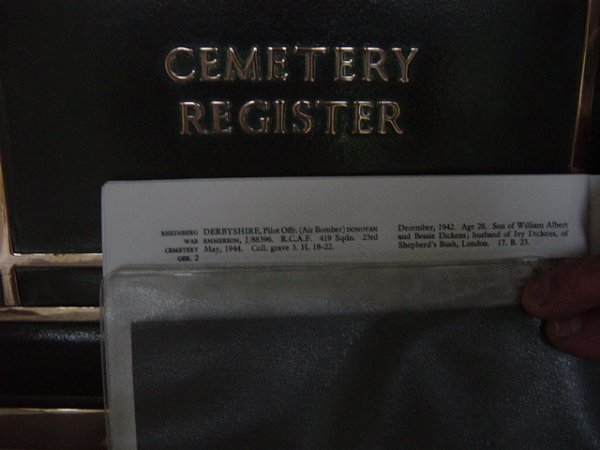 CEMETERY
REGISTER
RHEINBERG
WAR
CEMETERY
GER. 2
DERBYSHIRE, Pilot Offr. (Air Bomber) DONOVAN
EMMERSON, J/88396. R.C.A.F. 419 Sqdn. 23rd
May, 1944. Coll. grave 3. H. 18-22.
December, 1942. Age 28. Son of William Albert
and Bessie Dickens; husband of Ivy Dickens, of
Shepherd's Bush, London. 17. B. 23.